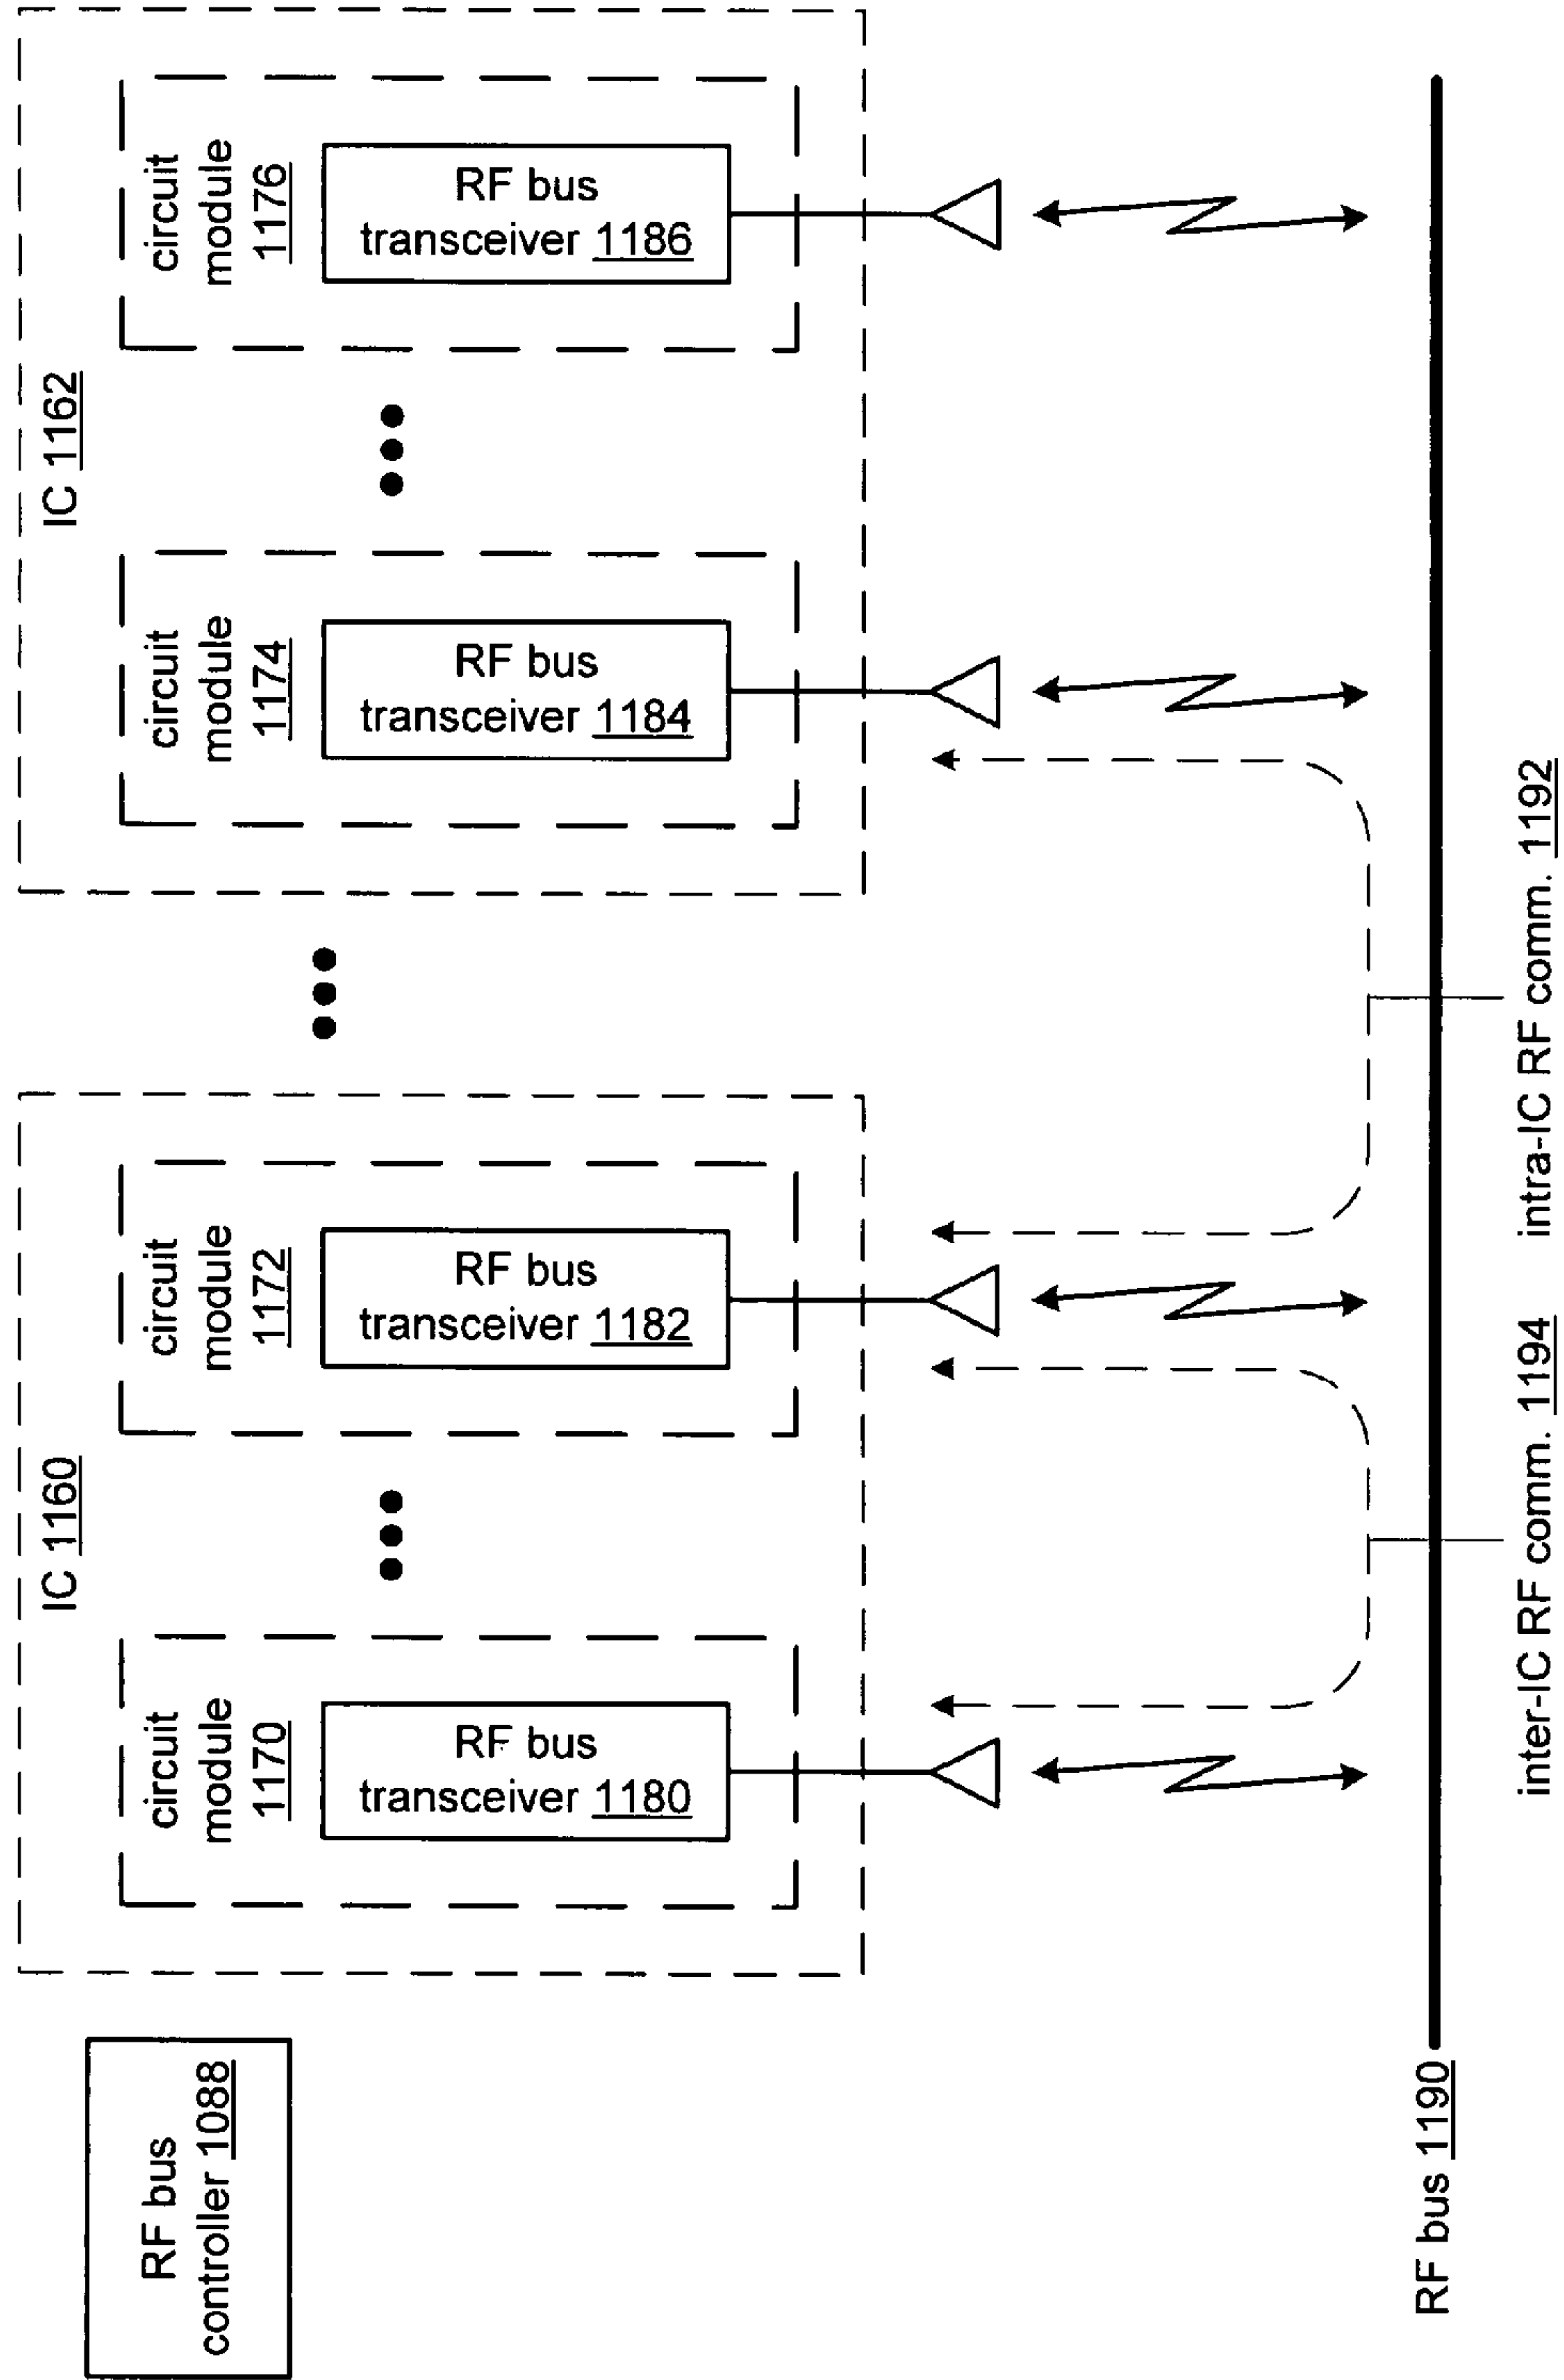 RF bus
controller 1088
IC 1160
circuit
module
1170
RF bus
transceiver 1180
circuit
module
1172
RF bus
transceiver 1182
IC 1162
circuit
module
1174
RF bus
transceiver 1184
circuit
module
1176
RF bus
transceiver 1186
RF bus 1190
inter-IC RF comm. 1194
intra-IC RF comm. 1192